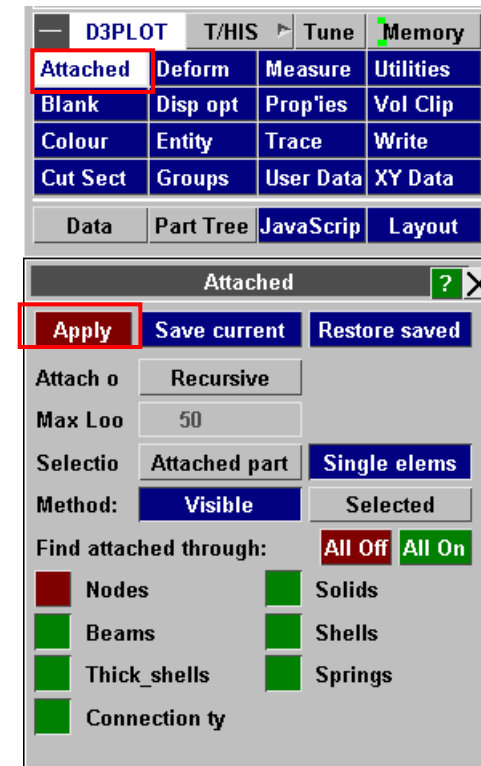 D3PLOT T/HIS Tune Memory
Attached Deform Measure Utilities
Blank Disp opt Prop'ies Vol Clip
Colour Entity Trace Write
Cut Sect Groups User Data XY Data
Data Part Tree JavaScrip Layout
Attached ? X
Apply Save current Restore saved
Attach o Recursive
Max Loo 50
Selectio Attached part Single elems
Method: Visible Selected
Find attached through: All Off All On
Nodes Solids
Beams Shells
Thick_shells Springs
Connection ty